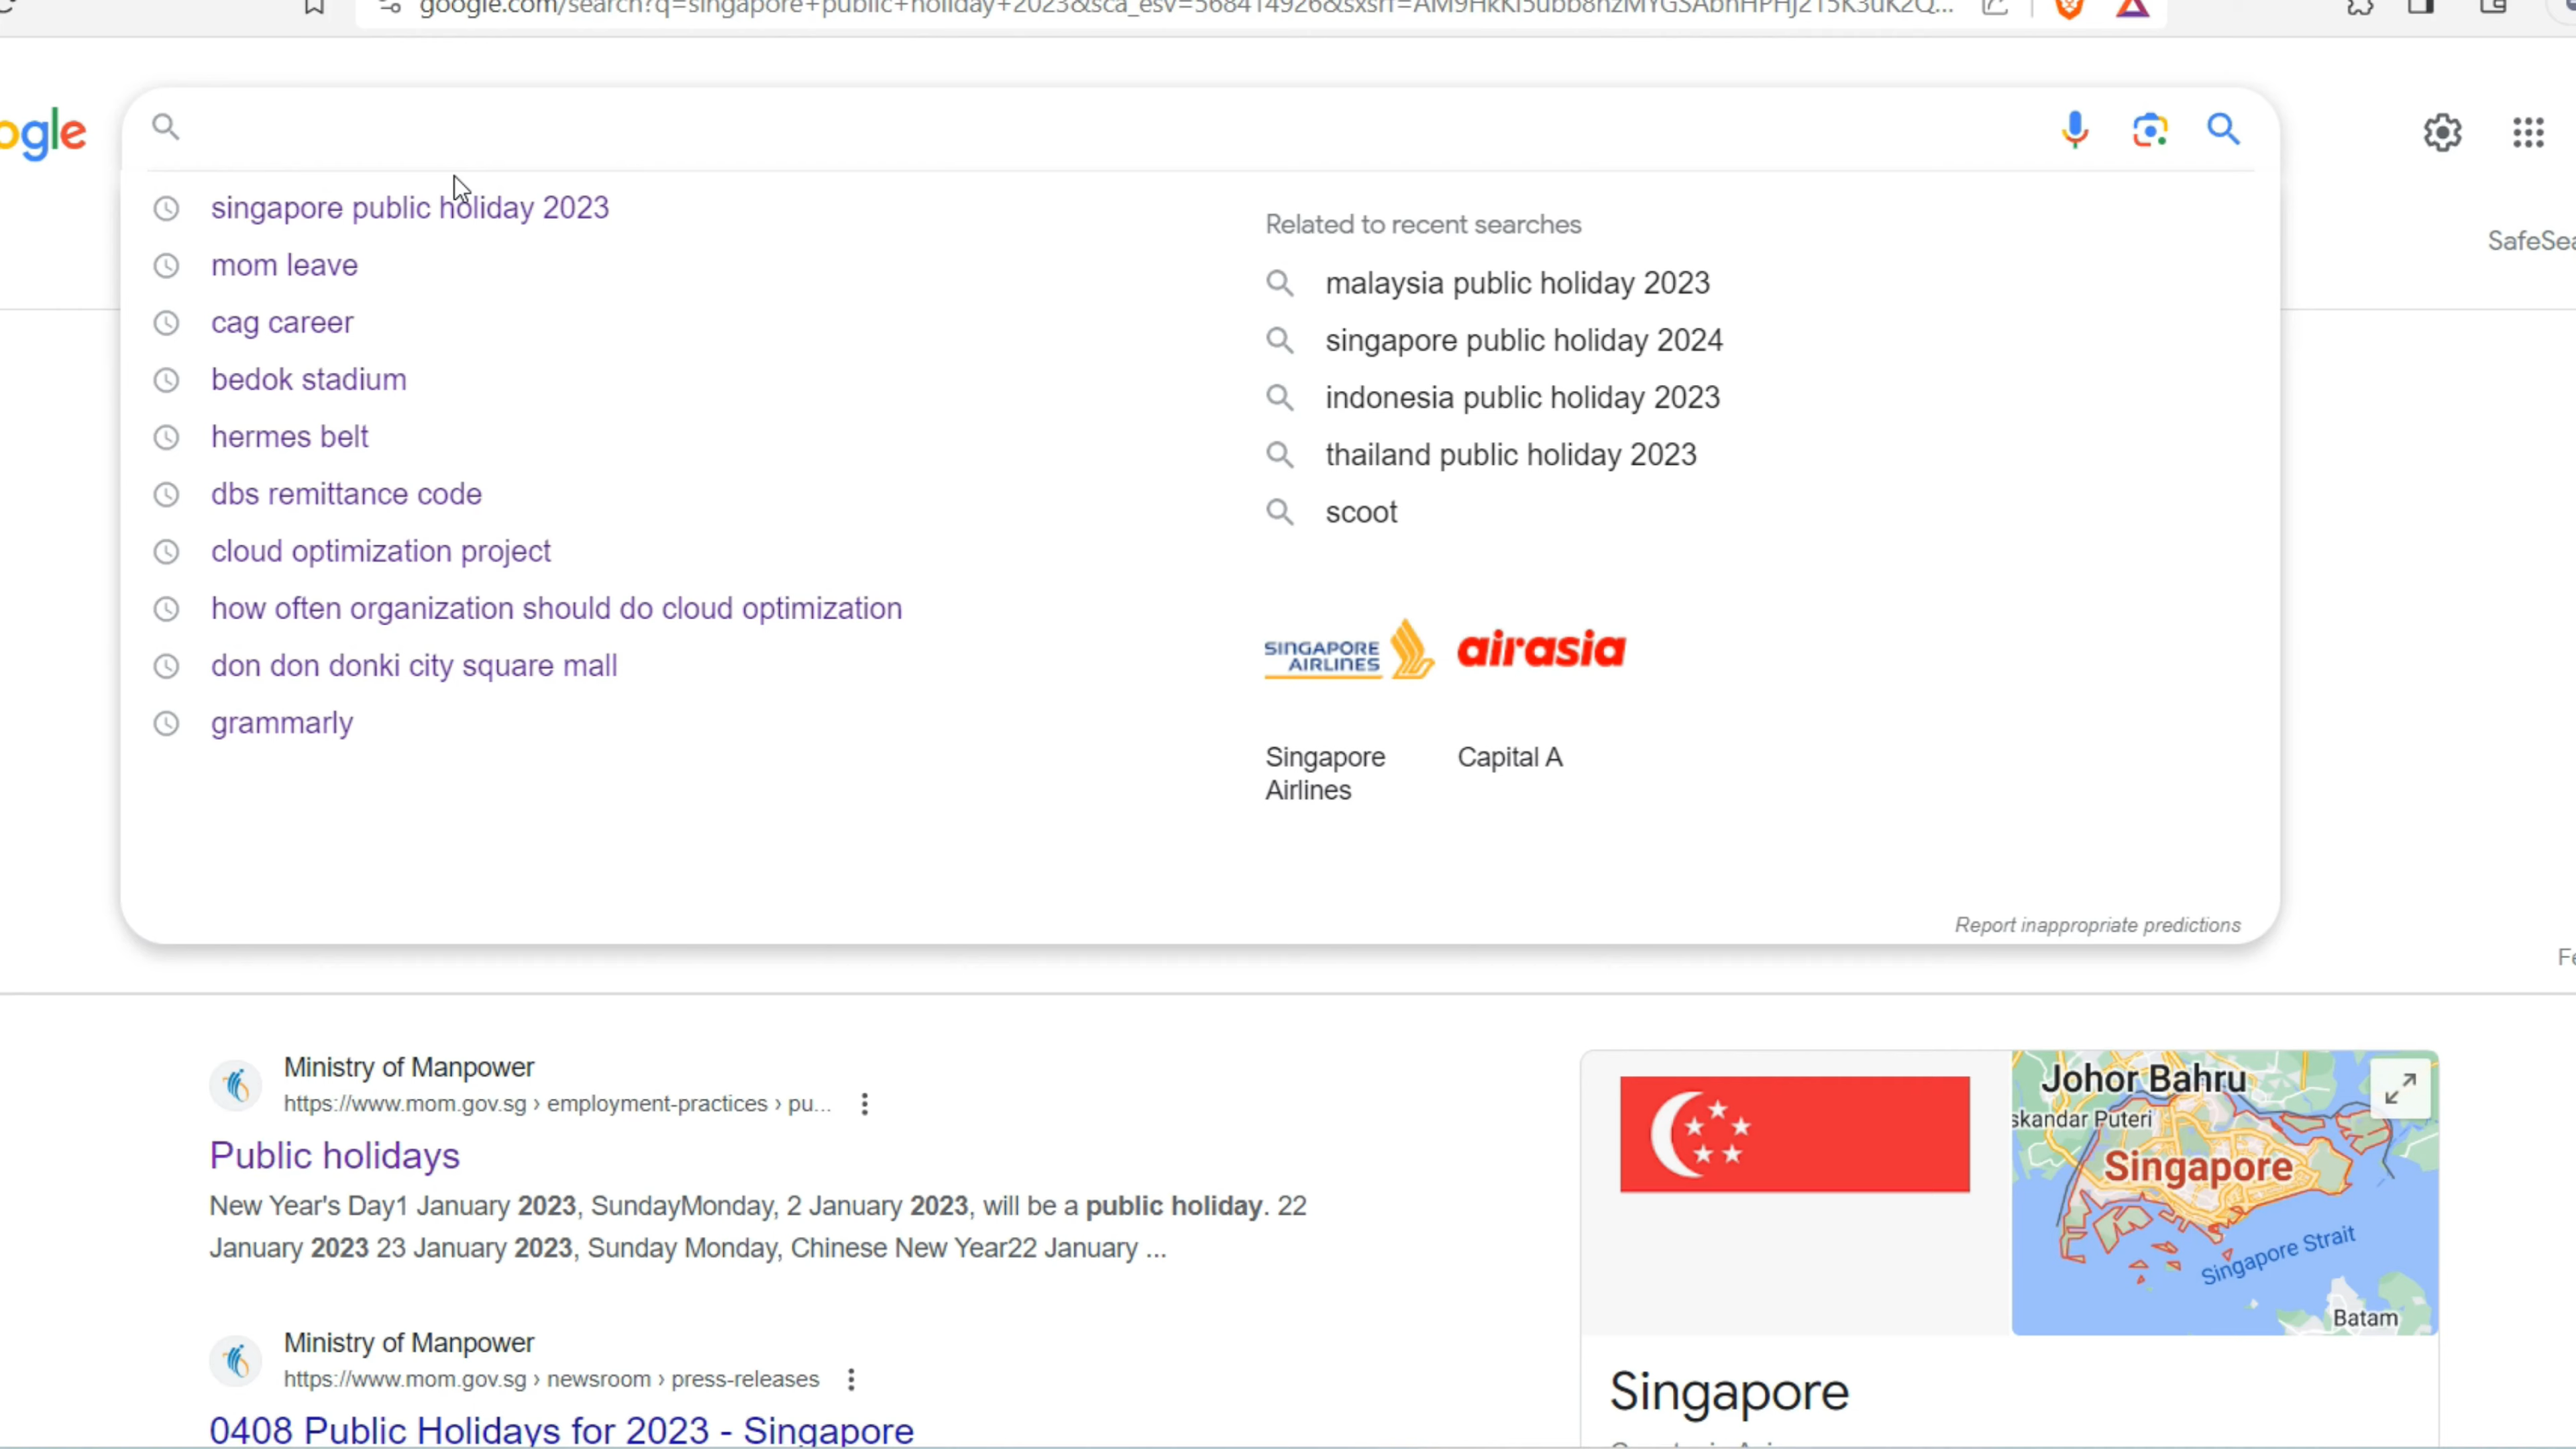 ogle
singapore public holiday 2023
mom leave
cag career
bedok stadium
hermes belt
dbs remittance code
cloud optimization project
how often organization should do cloud optimization
don don donki city square mall
grammarly
Related to recent searches
malaysia public holiday 2023
singapore public holiday 2024
indonesia public holiday 2023
thailand public holiday 2023
scoot
SINGAPORE
AIRLINES
airasia
Singapore
Airlines
Capital A
Report inappropriate predictions
SafeSea
Fe
Ministry of Manpower
https://www.mom.gov.sg › employment-practices › pu...
Public holidays
New Year's Day1 January 2023, SundayMonday, 2 January 2023, will be a public holiday. 22
January 2023 23 January 2023, Sunday Monday, Chinese New Year22 January ...
Ministry of Manpower
https://www.mom.gov.sg › newsroom › press-releases
0408 Public Holidays for 2023 - Singapore
Johor Bahru
skandar Puteri
Singapore
Singapore Strait
Batam
Singapore